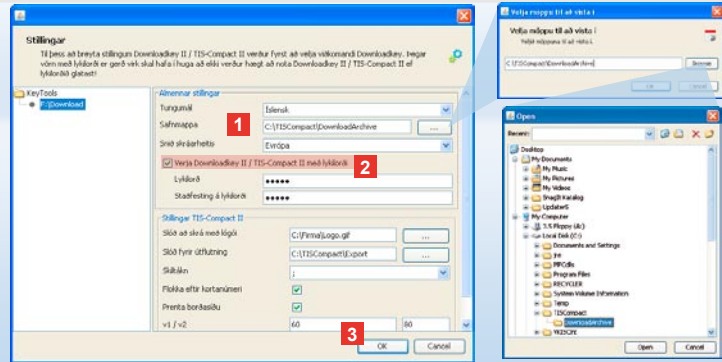 Stillingar
Til þess að breyta stillingum Downloadkey II / TIS-Compact II verður fyrst að velja viðkomandi Downloadkey. Þegar
vörn með lykilorði er gerð virk skal hafa í huga að ekki verður hægt að nota Downloadkey II / TIS-Compact II ef
lykilorðið glatast!
KeyTools
F:\Download
Almennar stillingar
Tungumál
Íslensk
Safnmappa
1
C:\TISCompact\DownloadArchive
...
Snið skráarheitis
Evrópa
Verja Downloadkey II / TIS-Compact II með lykilorði
2
Lykilorð
●●●●●
Staðfesting á lykilorði
●●●●●
Stillingar TIS-Compact II
Slóð að skrá með lógói
C:\Firma\Logo.gif
...
Slóð fyrir útflutning
C:\TISCompact\Export
...
Skiltákn
;
Flokka eftir kortanúmeri
Prenta borðasíðu
v1 / v2
60
80
3
OK
Cancel
Velja möppu til að vista í
Velja möppu til að vista í
Veljið möppuna til að vista í.
C:\TISCompact\DownloadArchive
Browse
OK
Cancel
Open
Recent:
Desktop
My Documents
My Music
My Pictures
My Videos
SnagIt Katalog
Updater5
My Computer
3.5 Floppy (A:)
Local Disk (C:)
Documents and Settings
Program Files
RECYCLER
System Volume Information
Temp
TISCompact
DownloadArchive
Open
Cancel